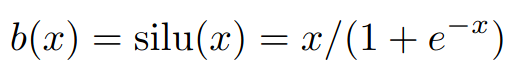 b(x) = silu(x) = x/(1 + e⁻ˣ)